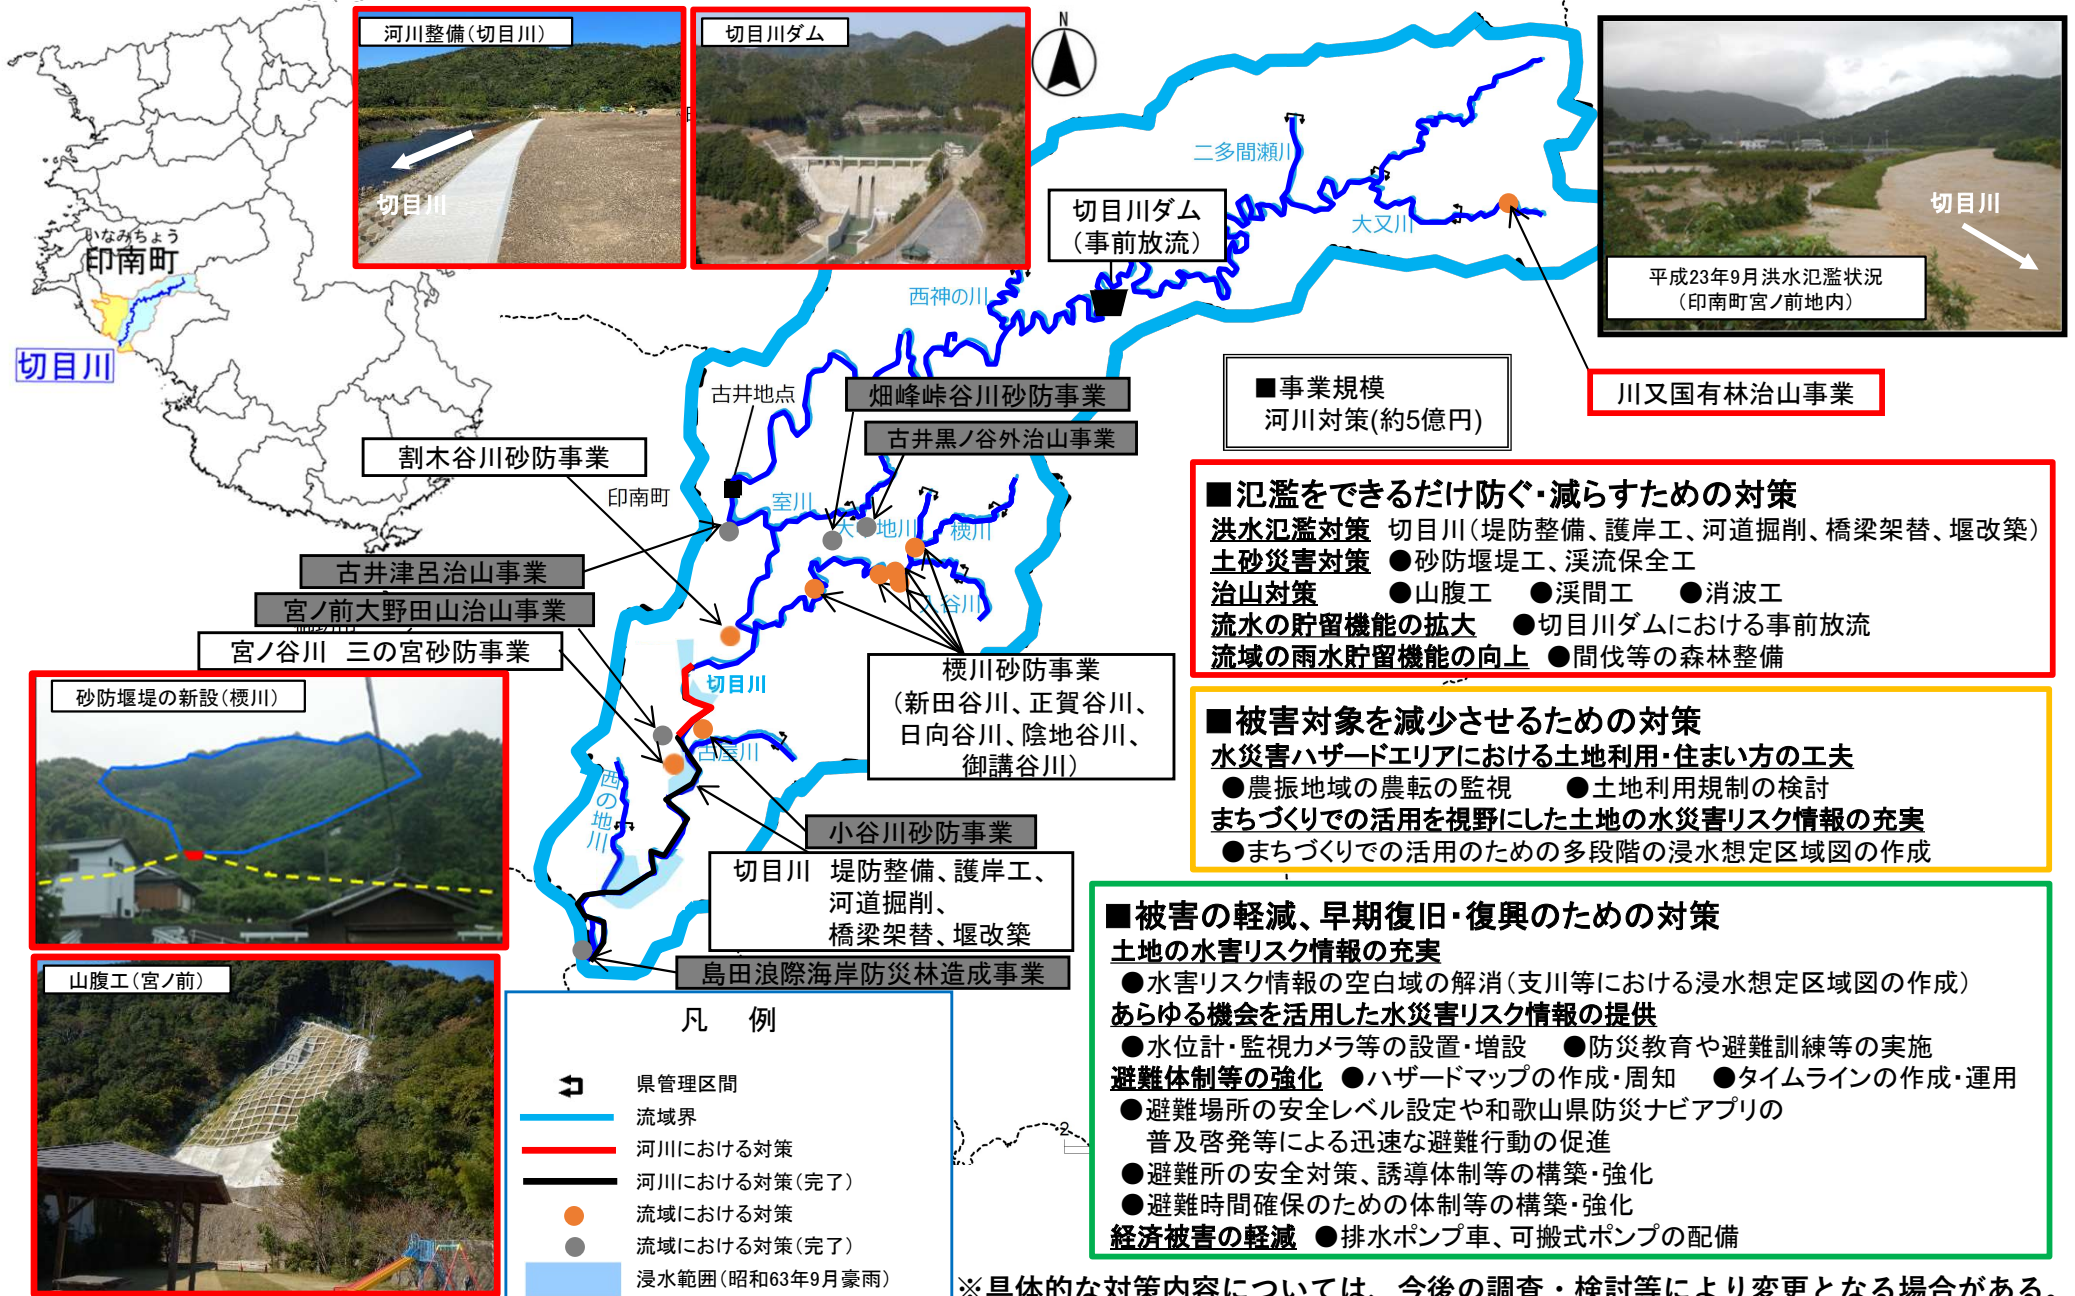 河川整備(切目川)
切目川
切目川ダム
N
いなみちょう
印南町
切目川
二多間瀬川
大又川
切目川ダム
(事前放流)
西神の川
切目川
平成23年9月洪水氾濫状況
(印南町宮ノ前地内)
川又国有林治山事業
■事業規模
河川対策(約5億円)
古井地点
畑峰峠谷川砂防事業
古井黒ノ谷外治山事業
割木谷川砂防事業
印南町
室川
地川
樮川
入谷川
古井津呂治山事業
宮ノ前大野田山治山事業
宮ノ谷川 三の宮砂防事業
切目川
古屋川
西の地川
樮川砂防事業
(新田谷川、正賀谷川、
日向谷川、陰地谷川、
御講谷川)
小谷川砂防事業
切目川 堤防整備、護岸工、
河道掘削、
橋梁架替、堰改築
島田浪際海岸防災林造成事業
砂防堰堤の新設(樮川)
山腹工(宮ノ前)
凡 例
県管理区間
流域界
河川における対策
河川における対策(完了)
流域における対策
流域における対策(完了)
浸水範囲(昭和63年9月豪雨)
■氾濫をできるだけ防ぐ・減らすための対策
洪水氾濫対策 切目川(堤防整備、護岸工、河道掘削、橋梁架替、堰改築)
土砂災害対策 ●砂防堰堤工、渓流保全工
治山対策 ●山腹工 ●渓間工 ●消波工
流水の貯留機能の拡大 ●切目川ダムにおける事前放流
流域の雨水貯留機能の向上 ●間伐等の森林整備
■被害対象を減少させるための対策
水災害ハザードエリアにおける土地利用・住まい方の工夫
●農振地域の農転の監視 ●土地利用規制の検討
まちづくりでの活用を視野にした土地の水災害リスク情報の充実
●まちづくりでの活用のための多段階の浸水想定区域図の作成
■被害の軽減、早期復旧・復興のための対策
土地の水害リスク情報の充実
●水害リスク情報の空白域の解消(支川等における浸水想定区域図の作成)
あらゆる機会を活用した水災害リスク情報の提供
●水位計・監視カメラ等の設置・増設 ●防災教育や避難訓練等の実施
避難体制等の強化 ●ハザードマップの作成・周知 ●タイムラインの作成・運用
●避難場所の安全レベル設定や和歌山県防災ナビアプリの
普及啓発等による迅速な避難行動の促進
●避難所の安全対策、誘導体制等の構築・強化
●避難時間確保のための体制等の構築・強化
経済被害の軽減 ●排水ポンプ車、可搬式ポンプの配備
2
※具体的な対策内容については、今後の調査・検討等により変更となる場合がある。